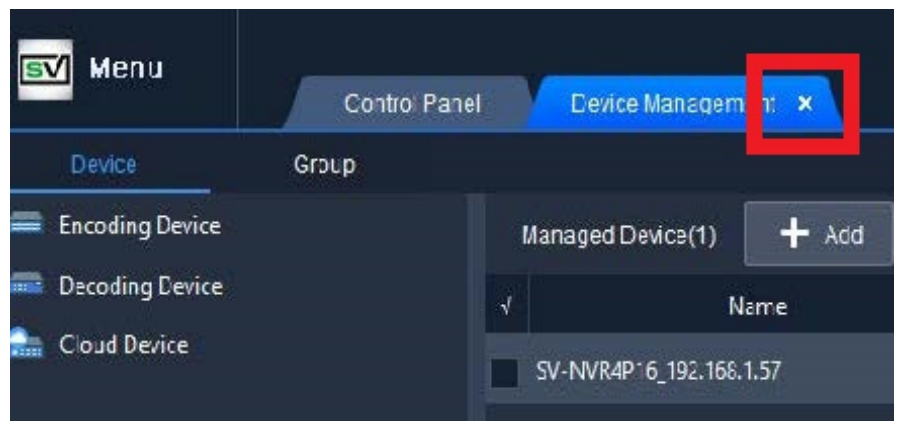 SV Menu
Control Panel
Device Management ×
Device
Group
Encoding Device
Decoding Device
Cloud Device
Managed Device(1)
+ Add
√ Name
SV-NVR4P16_192.168.1.57